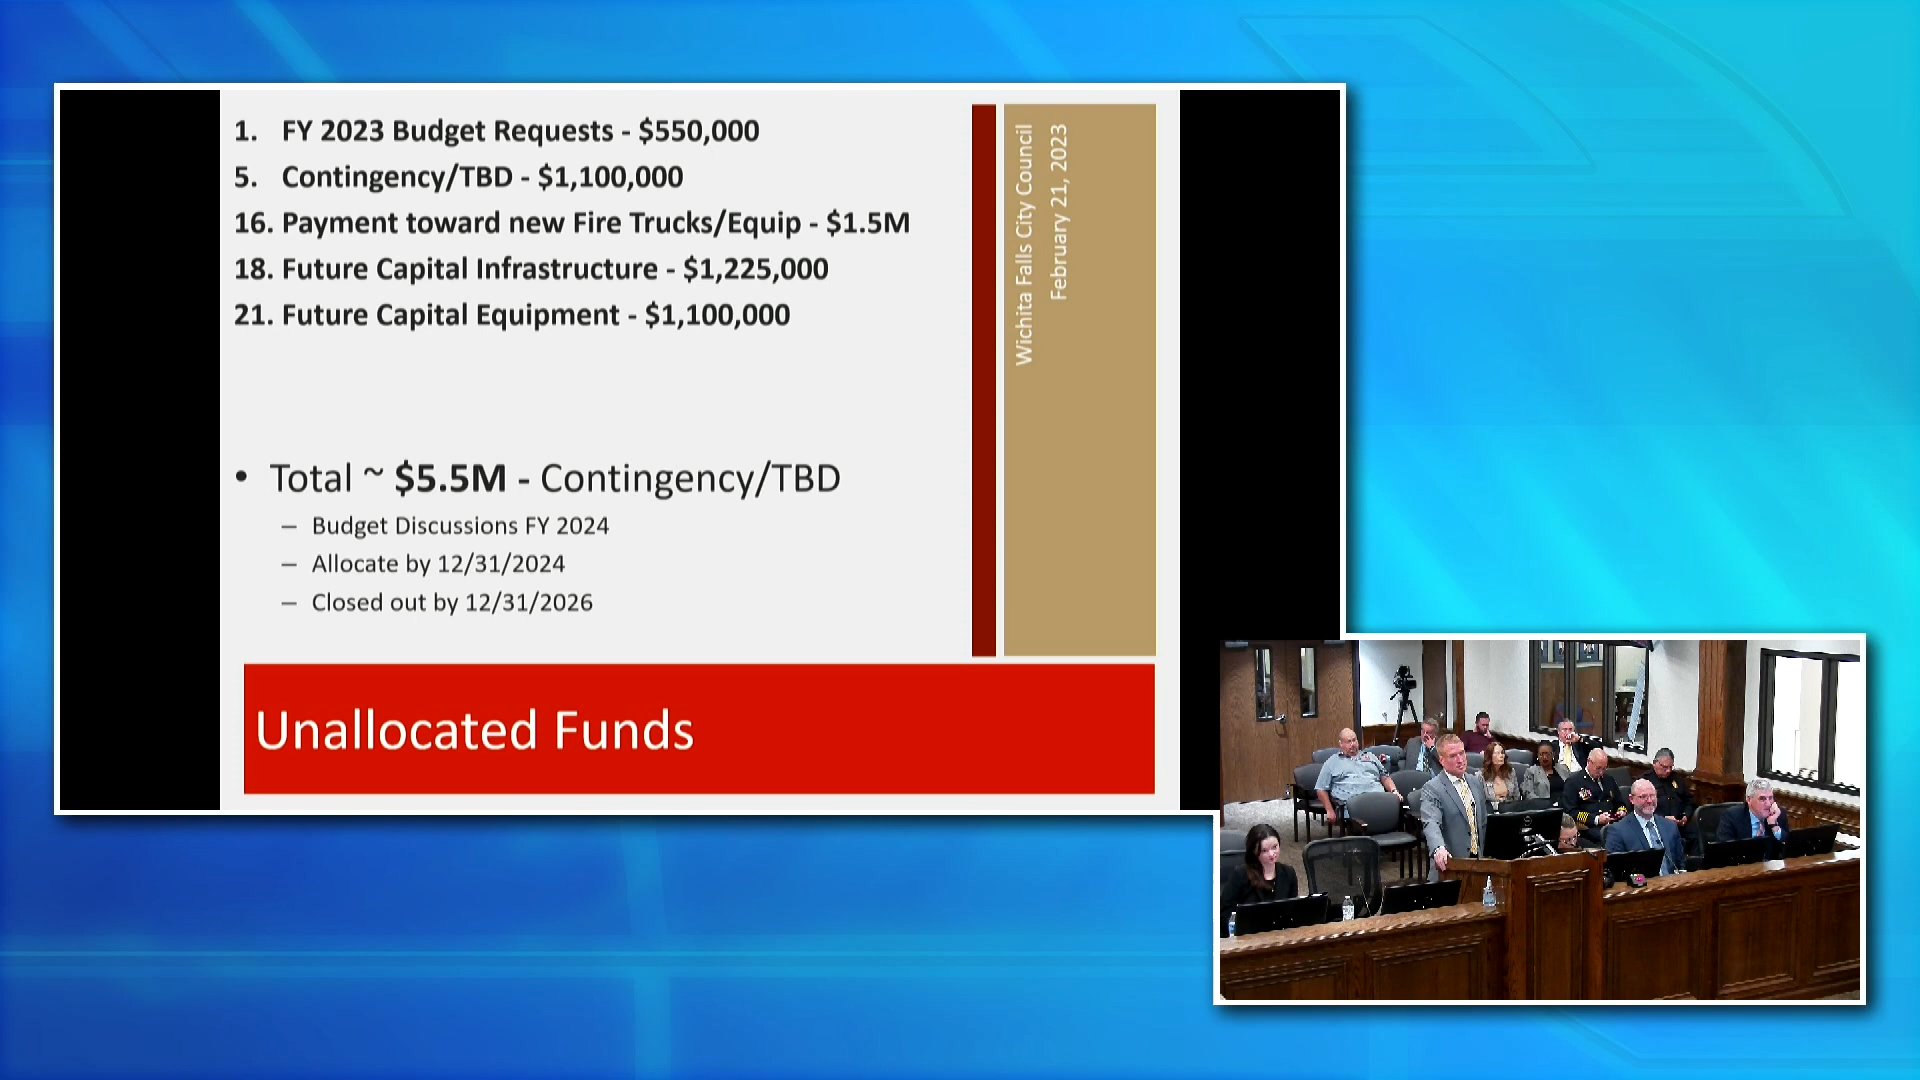 1. FY 2023 Budget Requests - $550,000
5. Contingency/TBD - $1,100,000
16. Payment toward new Fire Trucks/Equip - $1.5M
18. Future Capital Infrastructure - $1,225,000
21. Future Capital Equipment - $1,100,000
• Total ~ $5.5M - Contingency/TBD
– Budget Discussions FY 2024
– Allocate by 12/31/2024
– Closed out by 12/31/2026
Wichita Falls City Council
February 21, 2023
Unallocated Funds